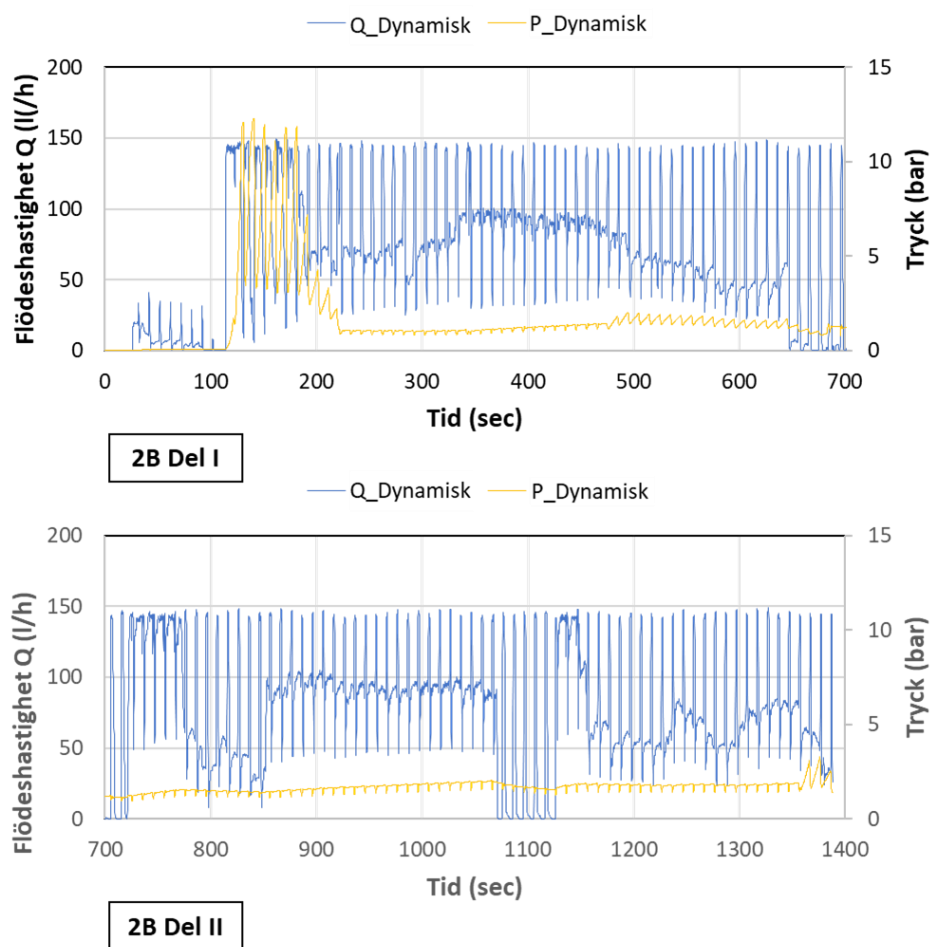 Q_Dynamisk P_Dynamisk
200 15
150
10
100
5
50
0 0
0 100 200 300 400 500 600 700
Flödeshastighet Q (l(/h)
Tryck (bar)
Tid (sec)
2B Del I
Q_Dynamisk P_Dynamisk
200 15
150
10
100
5
50
0 0
700 800 900 1000 1100 1200 1300 1400
Flödeshastighet Q (l/h)
Tryck (bar)
Tid (sec)
2B Del II